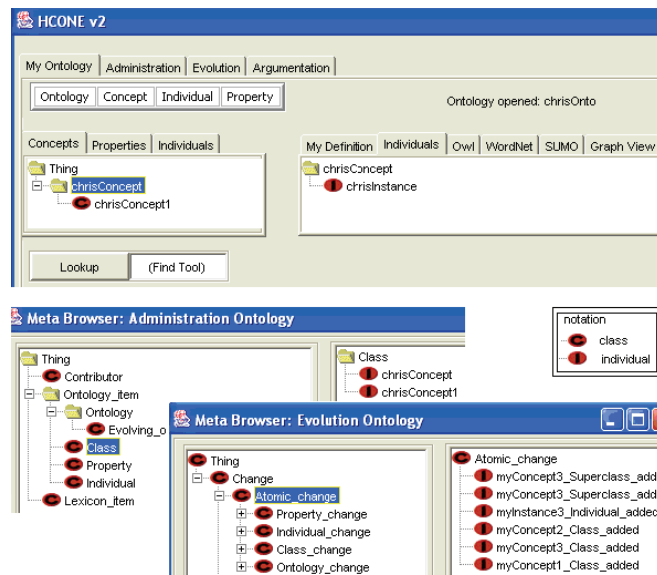 HCONE v2
My Ontology Administration Evolution Argumentation
Ontology Concept Individual Property
Ontology opened: chrisOnto
Concepts Properties Individuals
My Definition Individuals Owl WordNet SUMO Graph View
Thing
chrisConcept
chrisConcept1
chrisConcept
chrisInstance
Lookup (Find Tool)
Meta Browser: Administration Ontology
notation
class
individual
Thing
Contributor
Ontology_item
Ontology
Evolving_o
Class
Property
Individual
Lexicon_item
Class
chrisConcept
chrisConcept1
Meta Browser: Evolution Ontology
Thing
Change
Atomic_change
Property_change
Individual_change
Class_change
Ontology_change
Atomic_change
myConcept3_Superclass_add
myConcept3_Superclass_add
myInstance3_Individual_added
myConcept2_Class_added
myConcept3_Class_added
myConcept1_Class_added